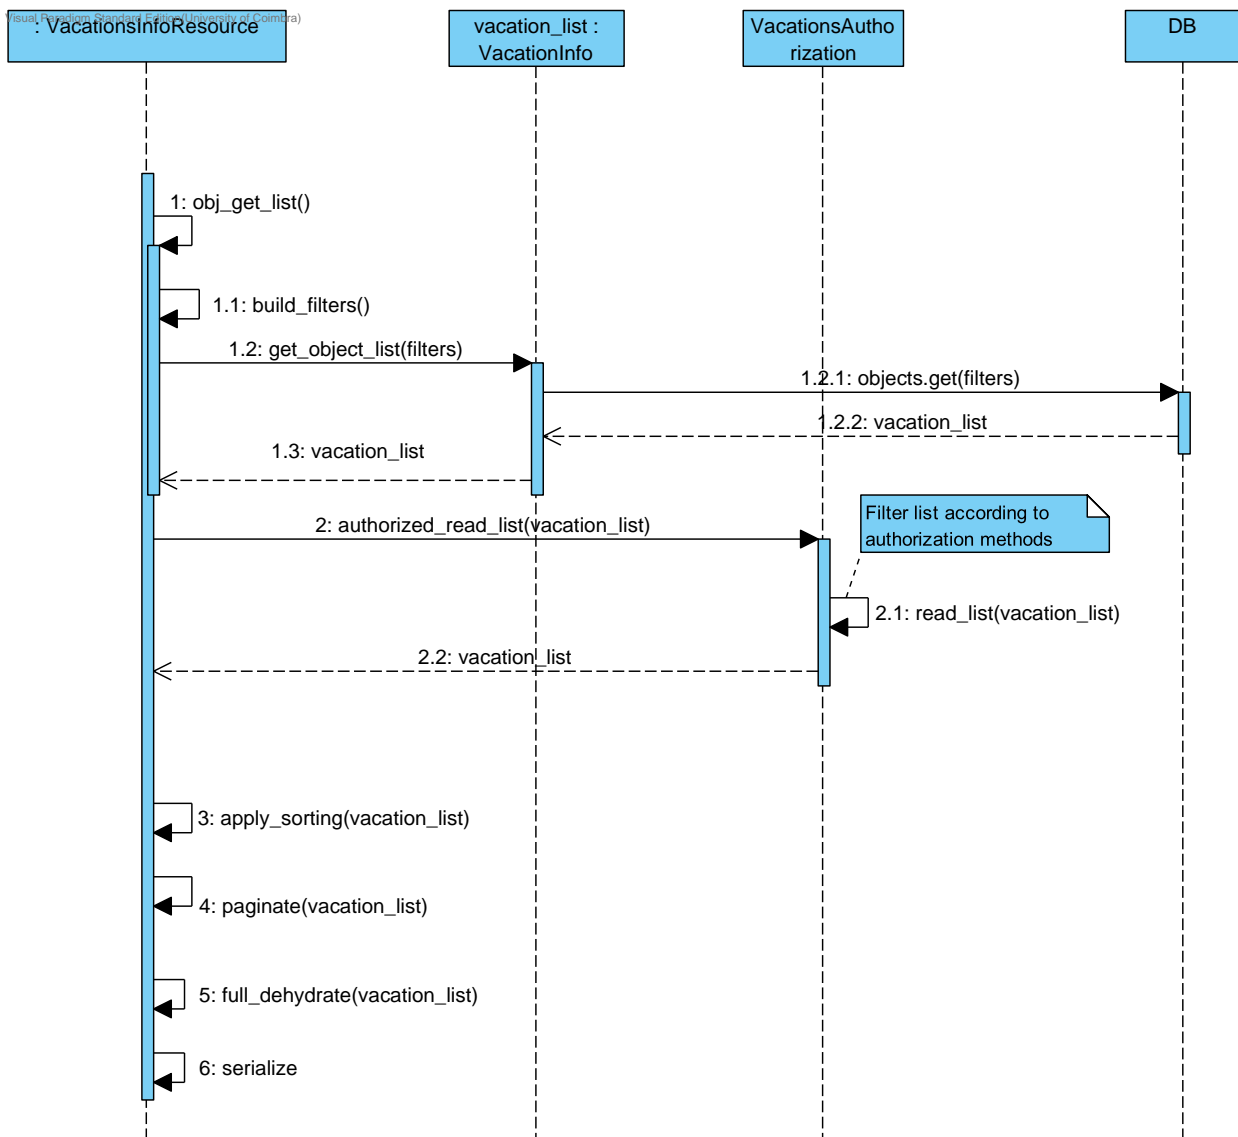 Visual Paradigm Standard Edition(University of Coimbra)
: VacationsInfoResource
vacation_list :
VacationInfo
VacationsAutho
rization
DB
1: obj_get_list()
1.1: build_filters()
1.2: get_object_list(filters)
1.2.1: objects.get(filters)
1.2.2: vacation_list
1.3: vacation_list
Filter list according to
authorization methods
2: authorized_read_list(vacation_list)
2.1: read_list(vacation_list)
2.2: vacation_list
3: apply_sorting(vacation_list)
4: paginate(vacation_list)
5: full_dehydrate(vacation_list)
6: serialize